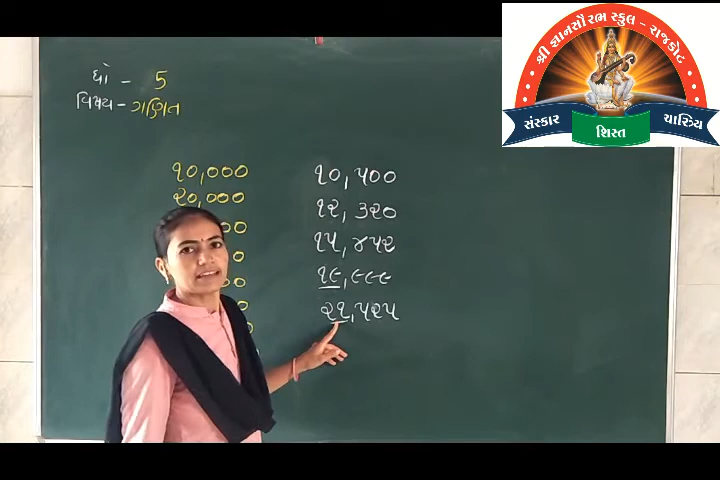 શ્રી જ્ઞાનસૌરભ સ્કુલ - રાજકોટ
સંસ્કાર
શિસ્ત
ચારિત્ર્ય
ધો - 5
વિષય - ગણિત
૧૦,૦૦૦
૨૦,૦૦૦
૧૦,૫૦૦
૧૨,૩૨૦
૧૫,૪૫૨
૧૯,૯૯૯
૨૧,૫૨૫